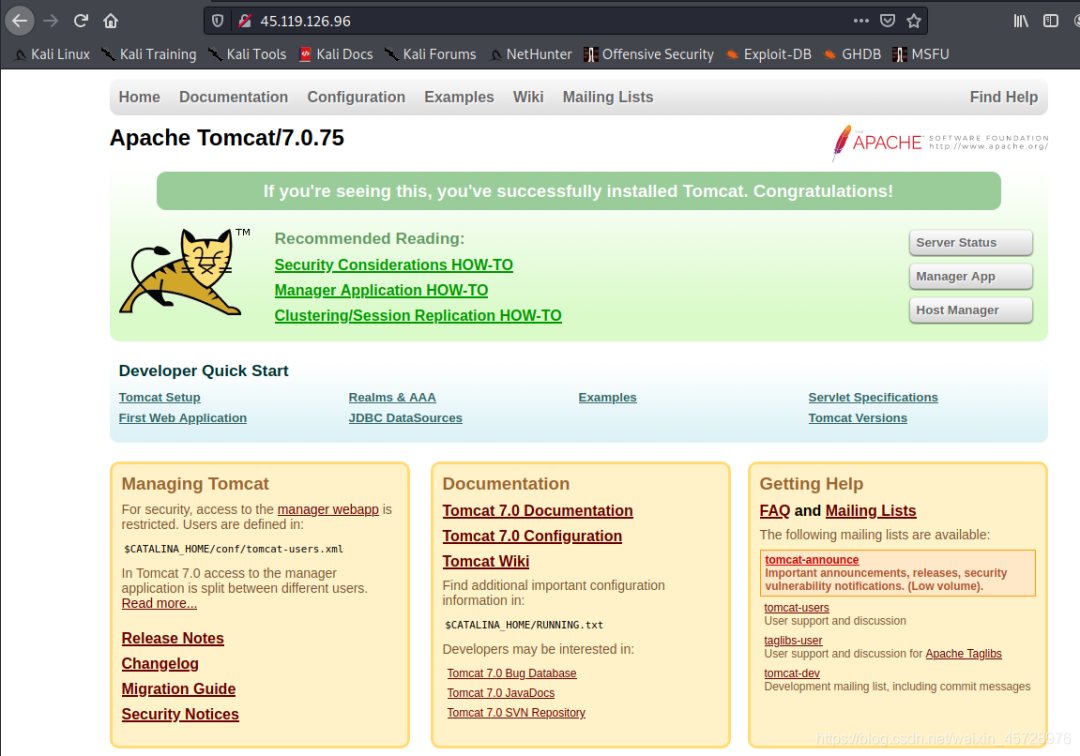 45.119.126.96
Kali Linux Kali Training Kali Tools Kali Docs Kali Forums NetHunter Offensive Security Exploit-DB GHDB MSFU
Home Documentation Configuration Examples Wiki Mailing Lists Find Help
Apache Tomcat/7.0.75
THE
APACHE
SOFTWARE FOUNDATION
http://www.apache.org/
If you're seeing this, you've successfully installed Tomcat. Congratulations!
TM
Recommended Reading:
Security Considerations HOW-TO
Manager Application HOW-TO
Clustering/Session Replication HOW-TO
Server Status
Manager App
Host Manager
Developer Quick Start
Tomcat Setup Realms & AAA Examples Servlet Specifications
First Web Application JDBC DataSources Tomcat Versions
Managing Tomcat
For security, access to the manager webapp is
restricted. Users are defined in:
$CATALINA_HOME/conf/tomcat-users.xml
In Tomcat 7.0 access to the manager
application is split between different users.
Read more...
Release Notes
Changelog
Migration Guide
Security Notices
Documentation
Tomcat 7.0 Documentation
Tomcat 7.0 Configuration
Tomcat Wiki
Find additional important configuration
information in:
$CATALINA_HOME/RUNNING.txt
Developers may be interested in:
Tomcat 7.0 Bug Database
Tomcat 7.0 JavaDocs
Tomcat 7.0 SVN Repository
Getting Help
FAQ and Mailing Lists
The following mailing lists are available:
tomcat-announce
Important announcements, releases, security
vulnerability notifications. (Low volume).
tomcat-users
User support and discussion
taglibs-user
User support and discussion for Apache Taglibs
tomcat-dev
Development mailing list, including commit messages
https://blog.csdn.net/weixin_45728976